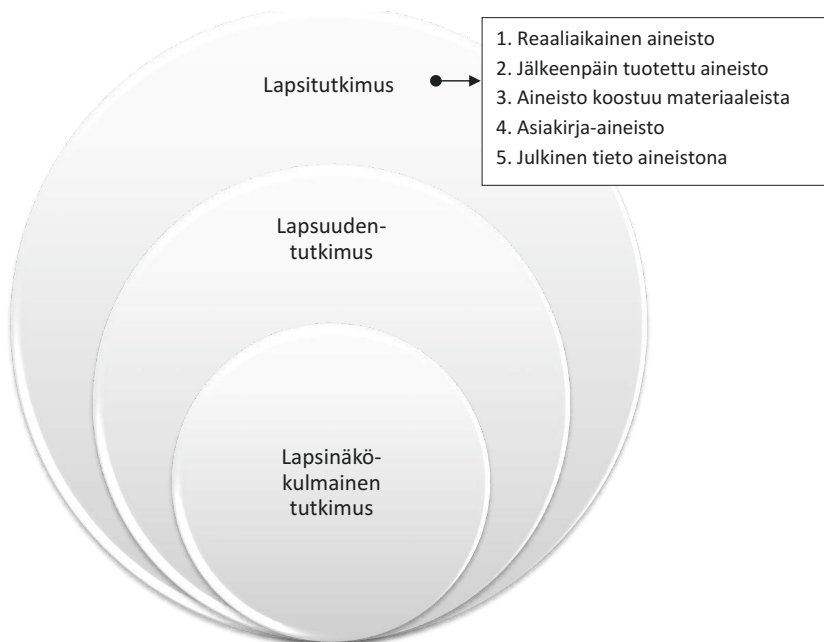 1. Reaaliaikainen aineisto
2. Jälkeenpäin tuotettu aineisto
3. Aineisto koostuu materiaaleista
4. Asiakirja-aineisto
5. Julkinen tieto aineistona
Lapsitutkimus
Lapsuuden-
tutkimus
Lapsinäkö-
kulmainen
tutkimus